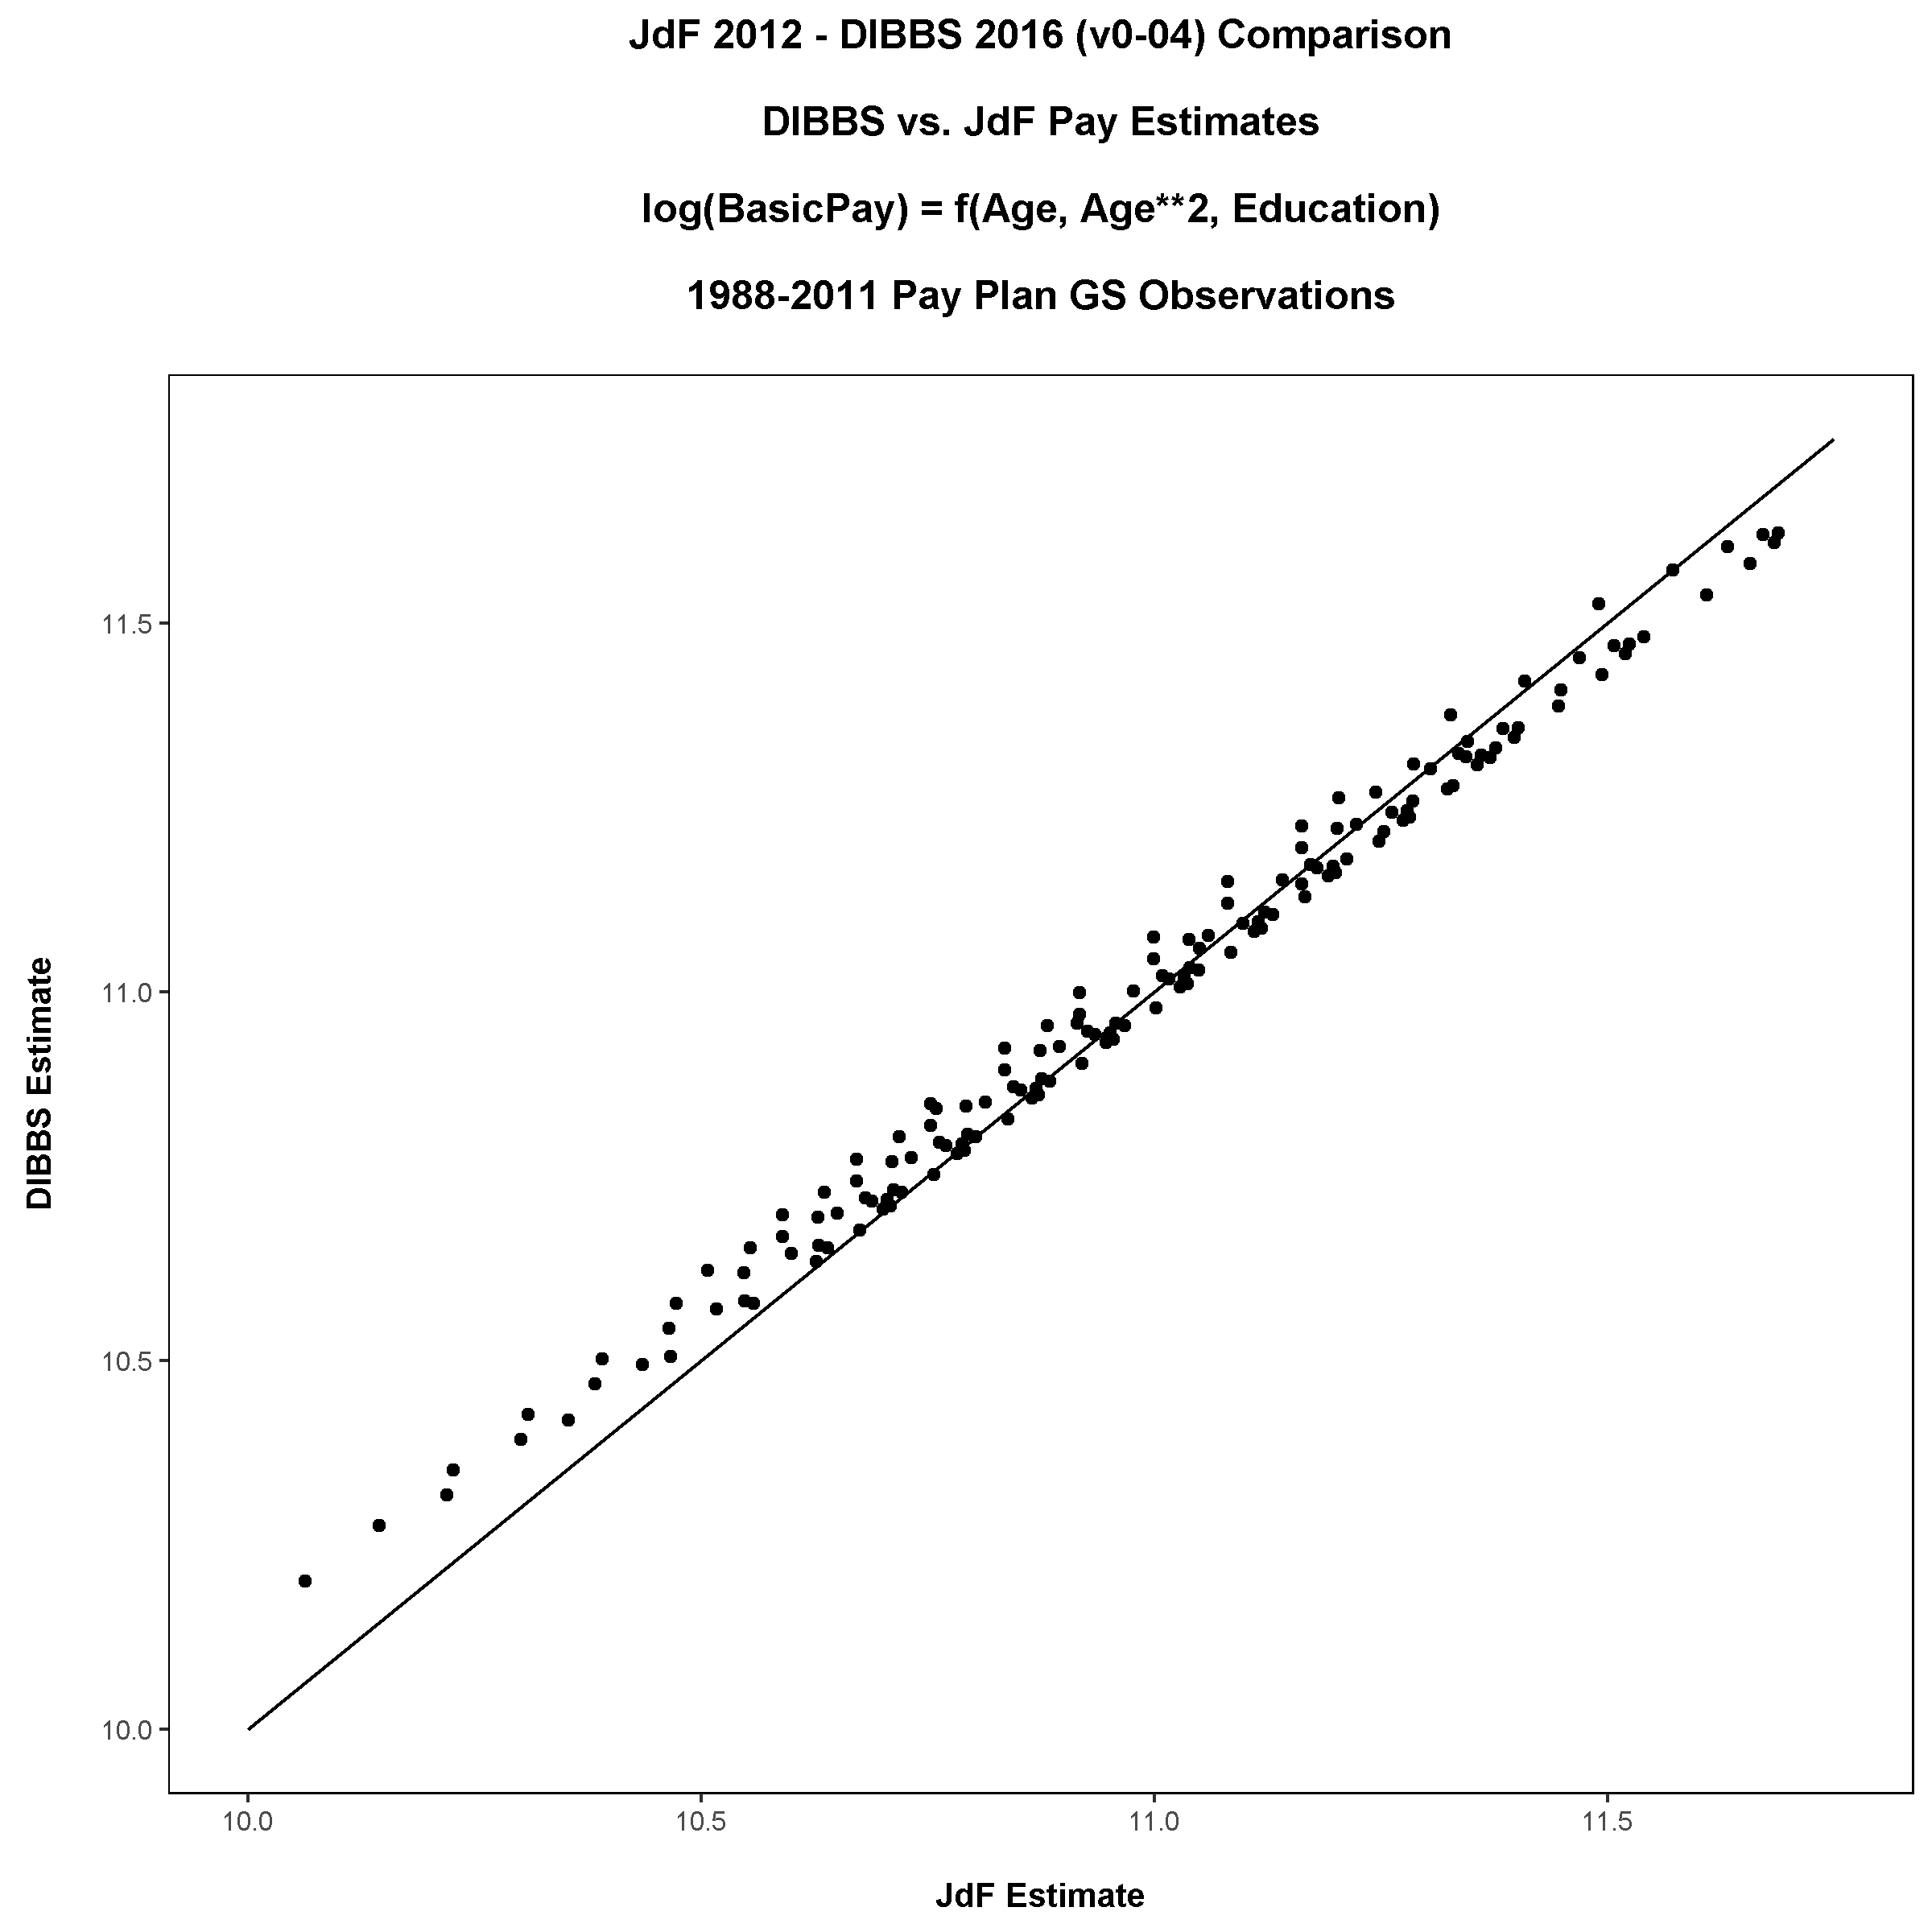 JdF 2012 - DIBBS 2016 (v0-04) Comparison
DIBBS vs. JdF Pay Estimates
log(BasicPay) = f(Age, Age**2, Education)
1988-2011 Pay Plan GS Observations
DIBBS Estimate
11.5
11.0
10.5
10.0
10.0
10.5
11.0
11.5
JdF Estimate